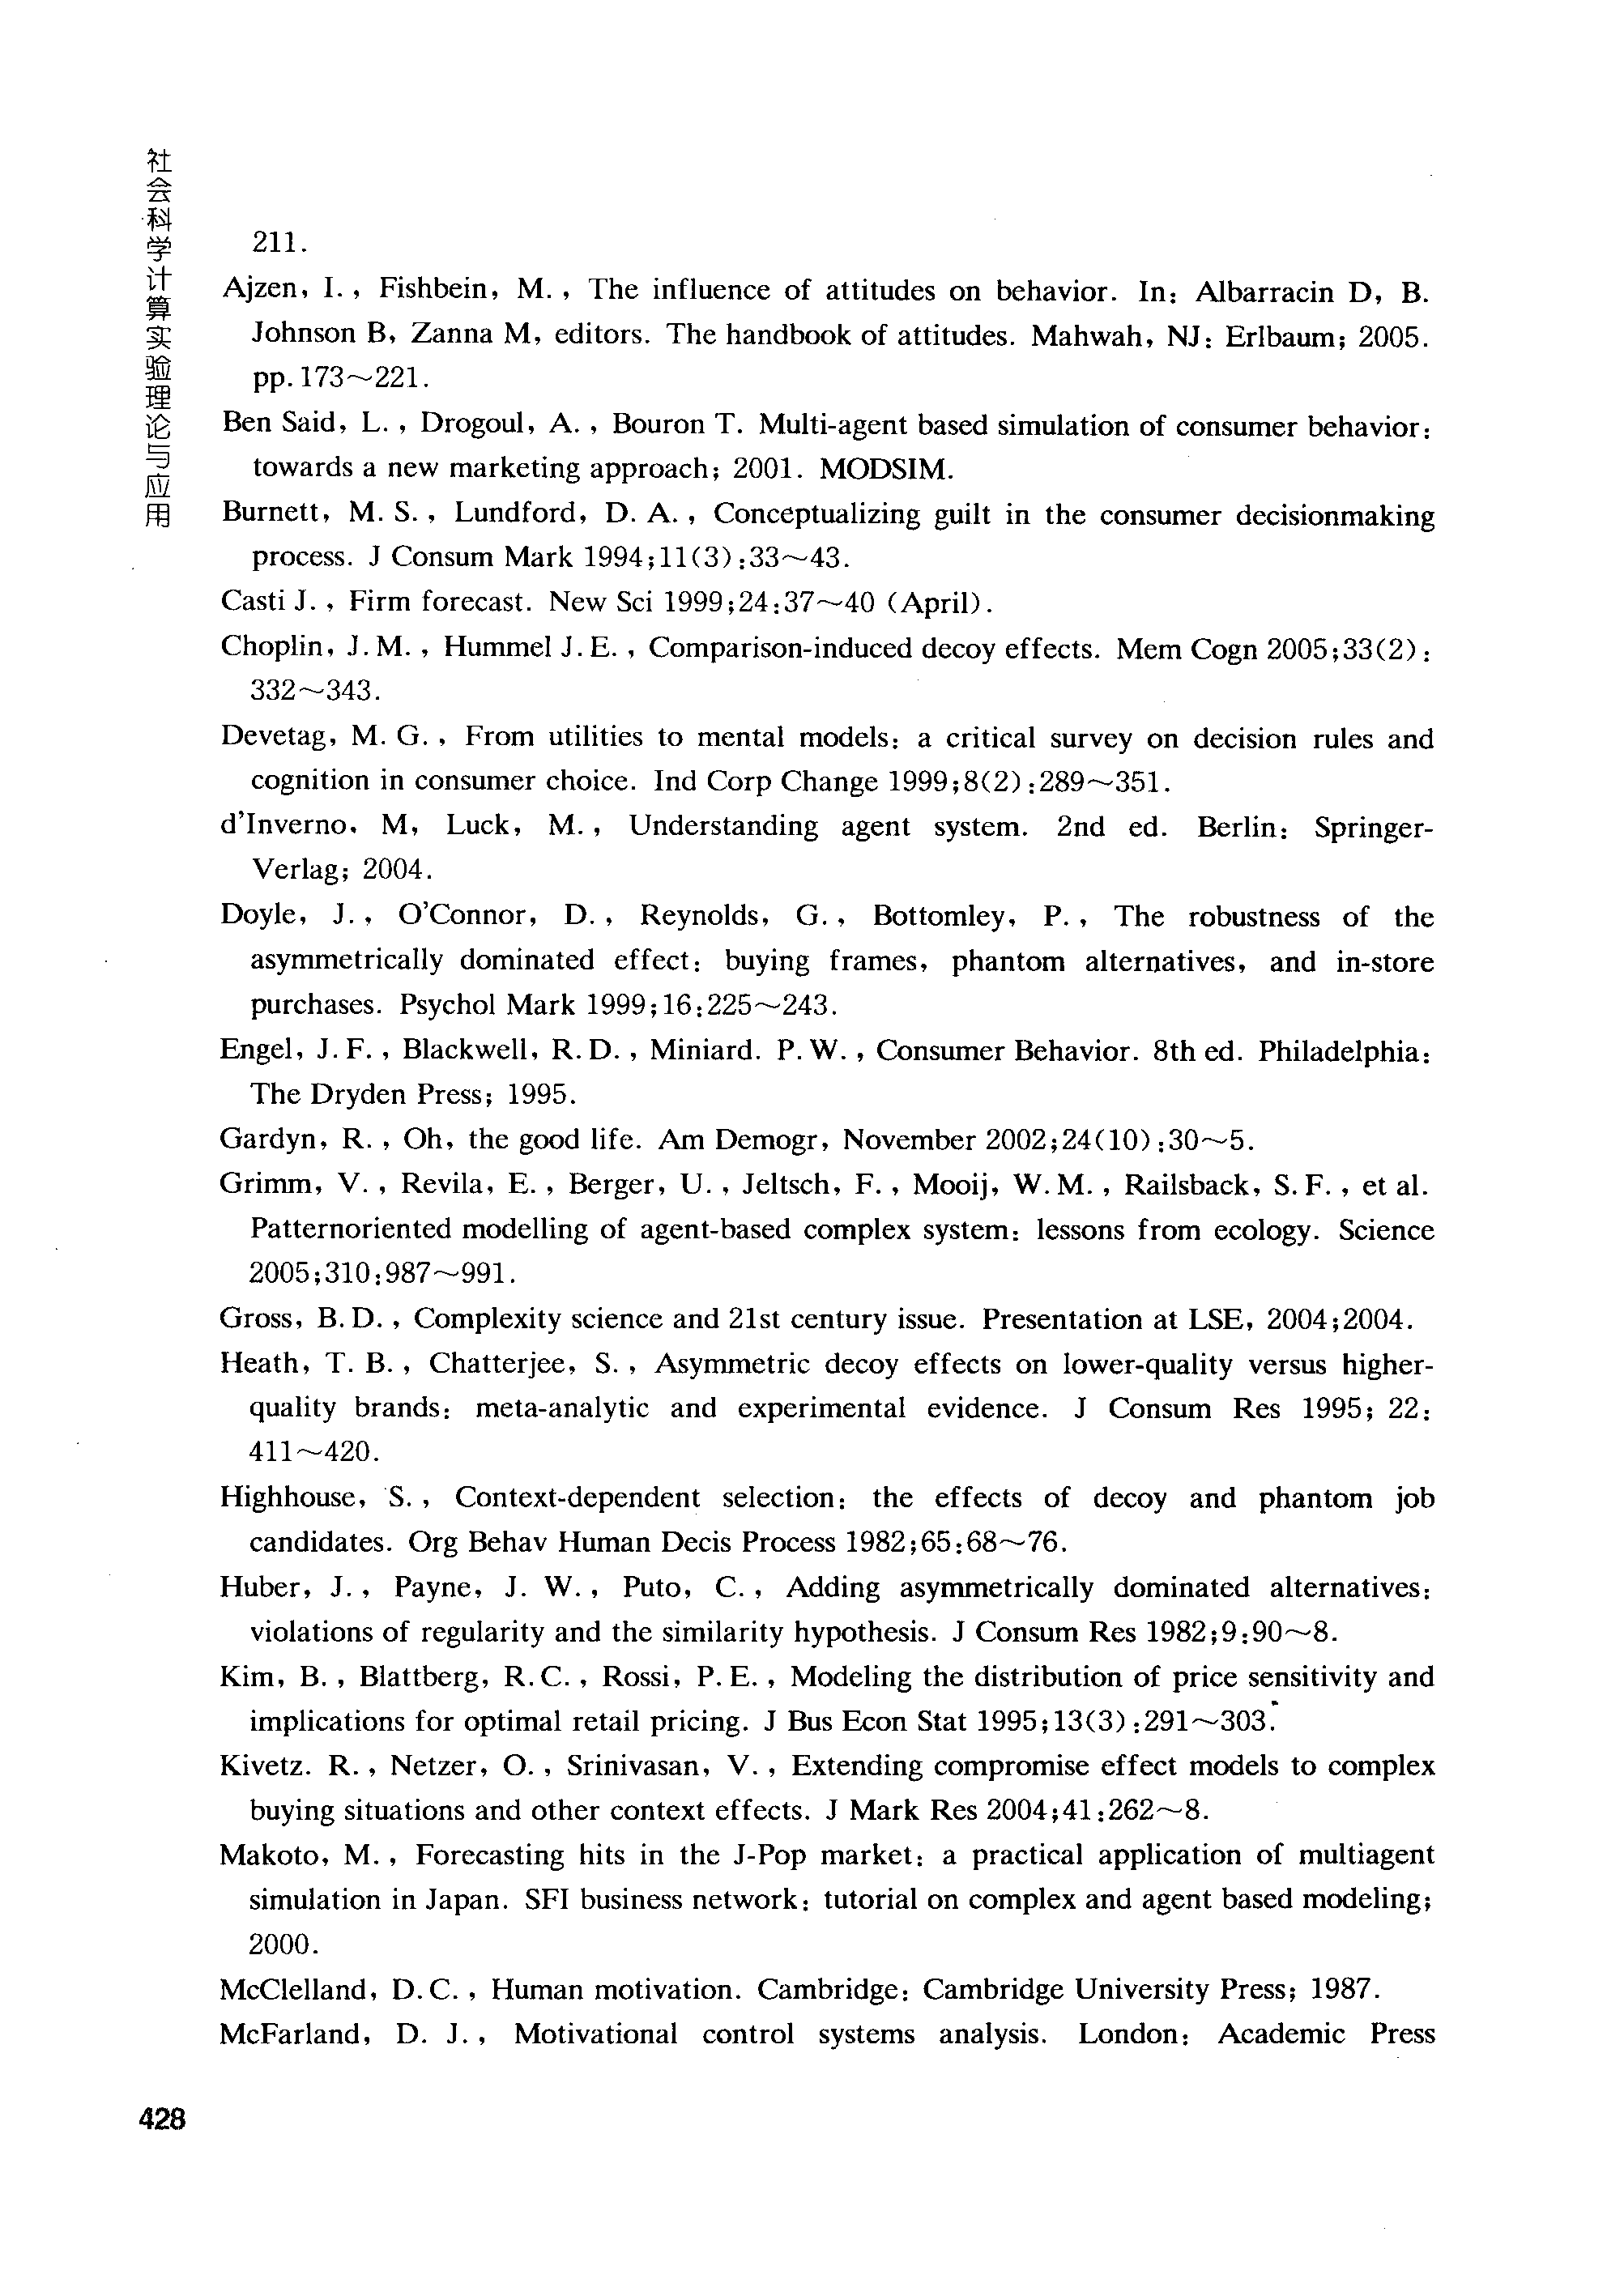 社会科学计算实验理论与应用
211.
Ajzen, I., Fishbein, M., The influence of attitudes on behavior. In: Albarracin D, B.
Johnson B, Zanna M, editors. The handbook of attitudes. Mahwah, NJ: Erlbaum; 2005.
pp. 173～221.
Ben Said, L., Drogoul, A., Bouron T. Multi-agent based simulation of consumer behavior:
towards a new marketing approach; 2001. MODSIM.
Burnett, M. S., Lundford, D. A., Conceptualizing guilt in the consumer decisionmaking
process. J Consum Mark 1994;11(3):33～43.
Casti J., Firm forecast. New Sci 1999;24:37～40 (April).
Choplin, J. M., Hummel J. E., Comparison-induced decoy effects. Mem Cogn 2005;33(2):
332～343.
Devetag, M. G., From utilities to mental models: a critical survey on decision rules and
cognition in consumer choice. Ind Corp Change 1999;8(2):289～351.
d'Inverno. M, Luck, M., Understanding agent system. 2nd ed. Berlin: Springer-
Verlag; 2004.
Doyle, J., O'Connor, D., Reynolds, G., Bottomley, P., The robustness of the
asymmetrically dominated effect: buying frames, phantom alternatives, and in-store
purchases. Psychol Mark 1999;16:225～243.
Engel, J. F., Blackwell, R. D., Miniard. P. W., Consumer Behavior. 8th ed. Philadelphia:
The Dryden Press; 1995.
Gardyn, R., Oh, the good life. Am Demogr, November 2002;24(10):30～5.
Grimm, V., Revila, E., Berger, U., Jeltsch, F., Mooij, W. M., Railsback, S. F., et al.
Patternoriented modelling of agent-based complex system: lessons from ecology. Science
2005;310:987～991.
Gross, B. D., Complexity science and 21st century issue. Presentation at LSE, 2004;2004.
Heath, T. B., Chatterjee, S., Asymmetric decoy effects on lower-quality versus higher-
quality brands: meta-analytic and experimental evidence. J Consum Res 1995; 22:
411～420.
Highhouse, S., Context-dependent selection: the effects of decoy and phantom job
candidates. Org Behav Human Decis Process 1982;65:68～76.
Huber, J., Payne, J. W., Puto, C., Adding asymmetrically dominated alternatives:
violations of regularity and the similarity hypothesis. J Consum Res 1982;9:90～8.
Kim, B., Blattberg, R. C., Rossi, P. E., Modeling the distribution of price sensitivity and
implications for optimal retail pricing. J Bus Econ Stat 1995;13(3):291～303.
Kivetz. R., Netzer, O., Srinivasan, V., Extending compromise effect models to complex
buying situations and other context effects. J Mark Res 2004;41:262～8.
Makoto, M., Forecasting hits in the J-Pop market: a practical application of multiagent
simulation in Japan. SFI business network: tutorial on complex and agent based modeling;
2000.
McClelland, D. C., Human motivation. Cambridge: Cambridge University Press; 1987.
McFarland, D. J., Motivational control systems analysis. London: Academic Press
428